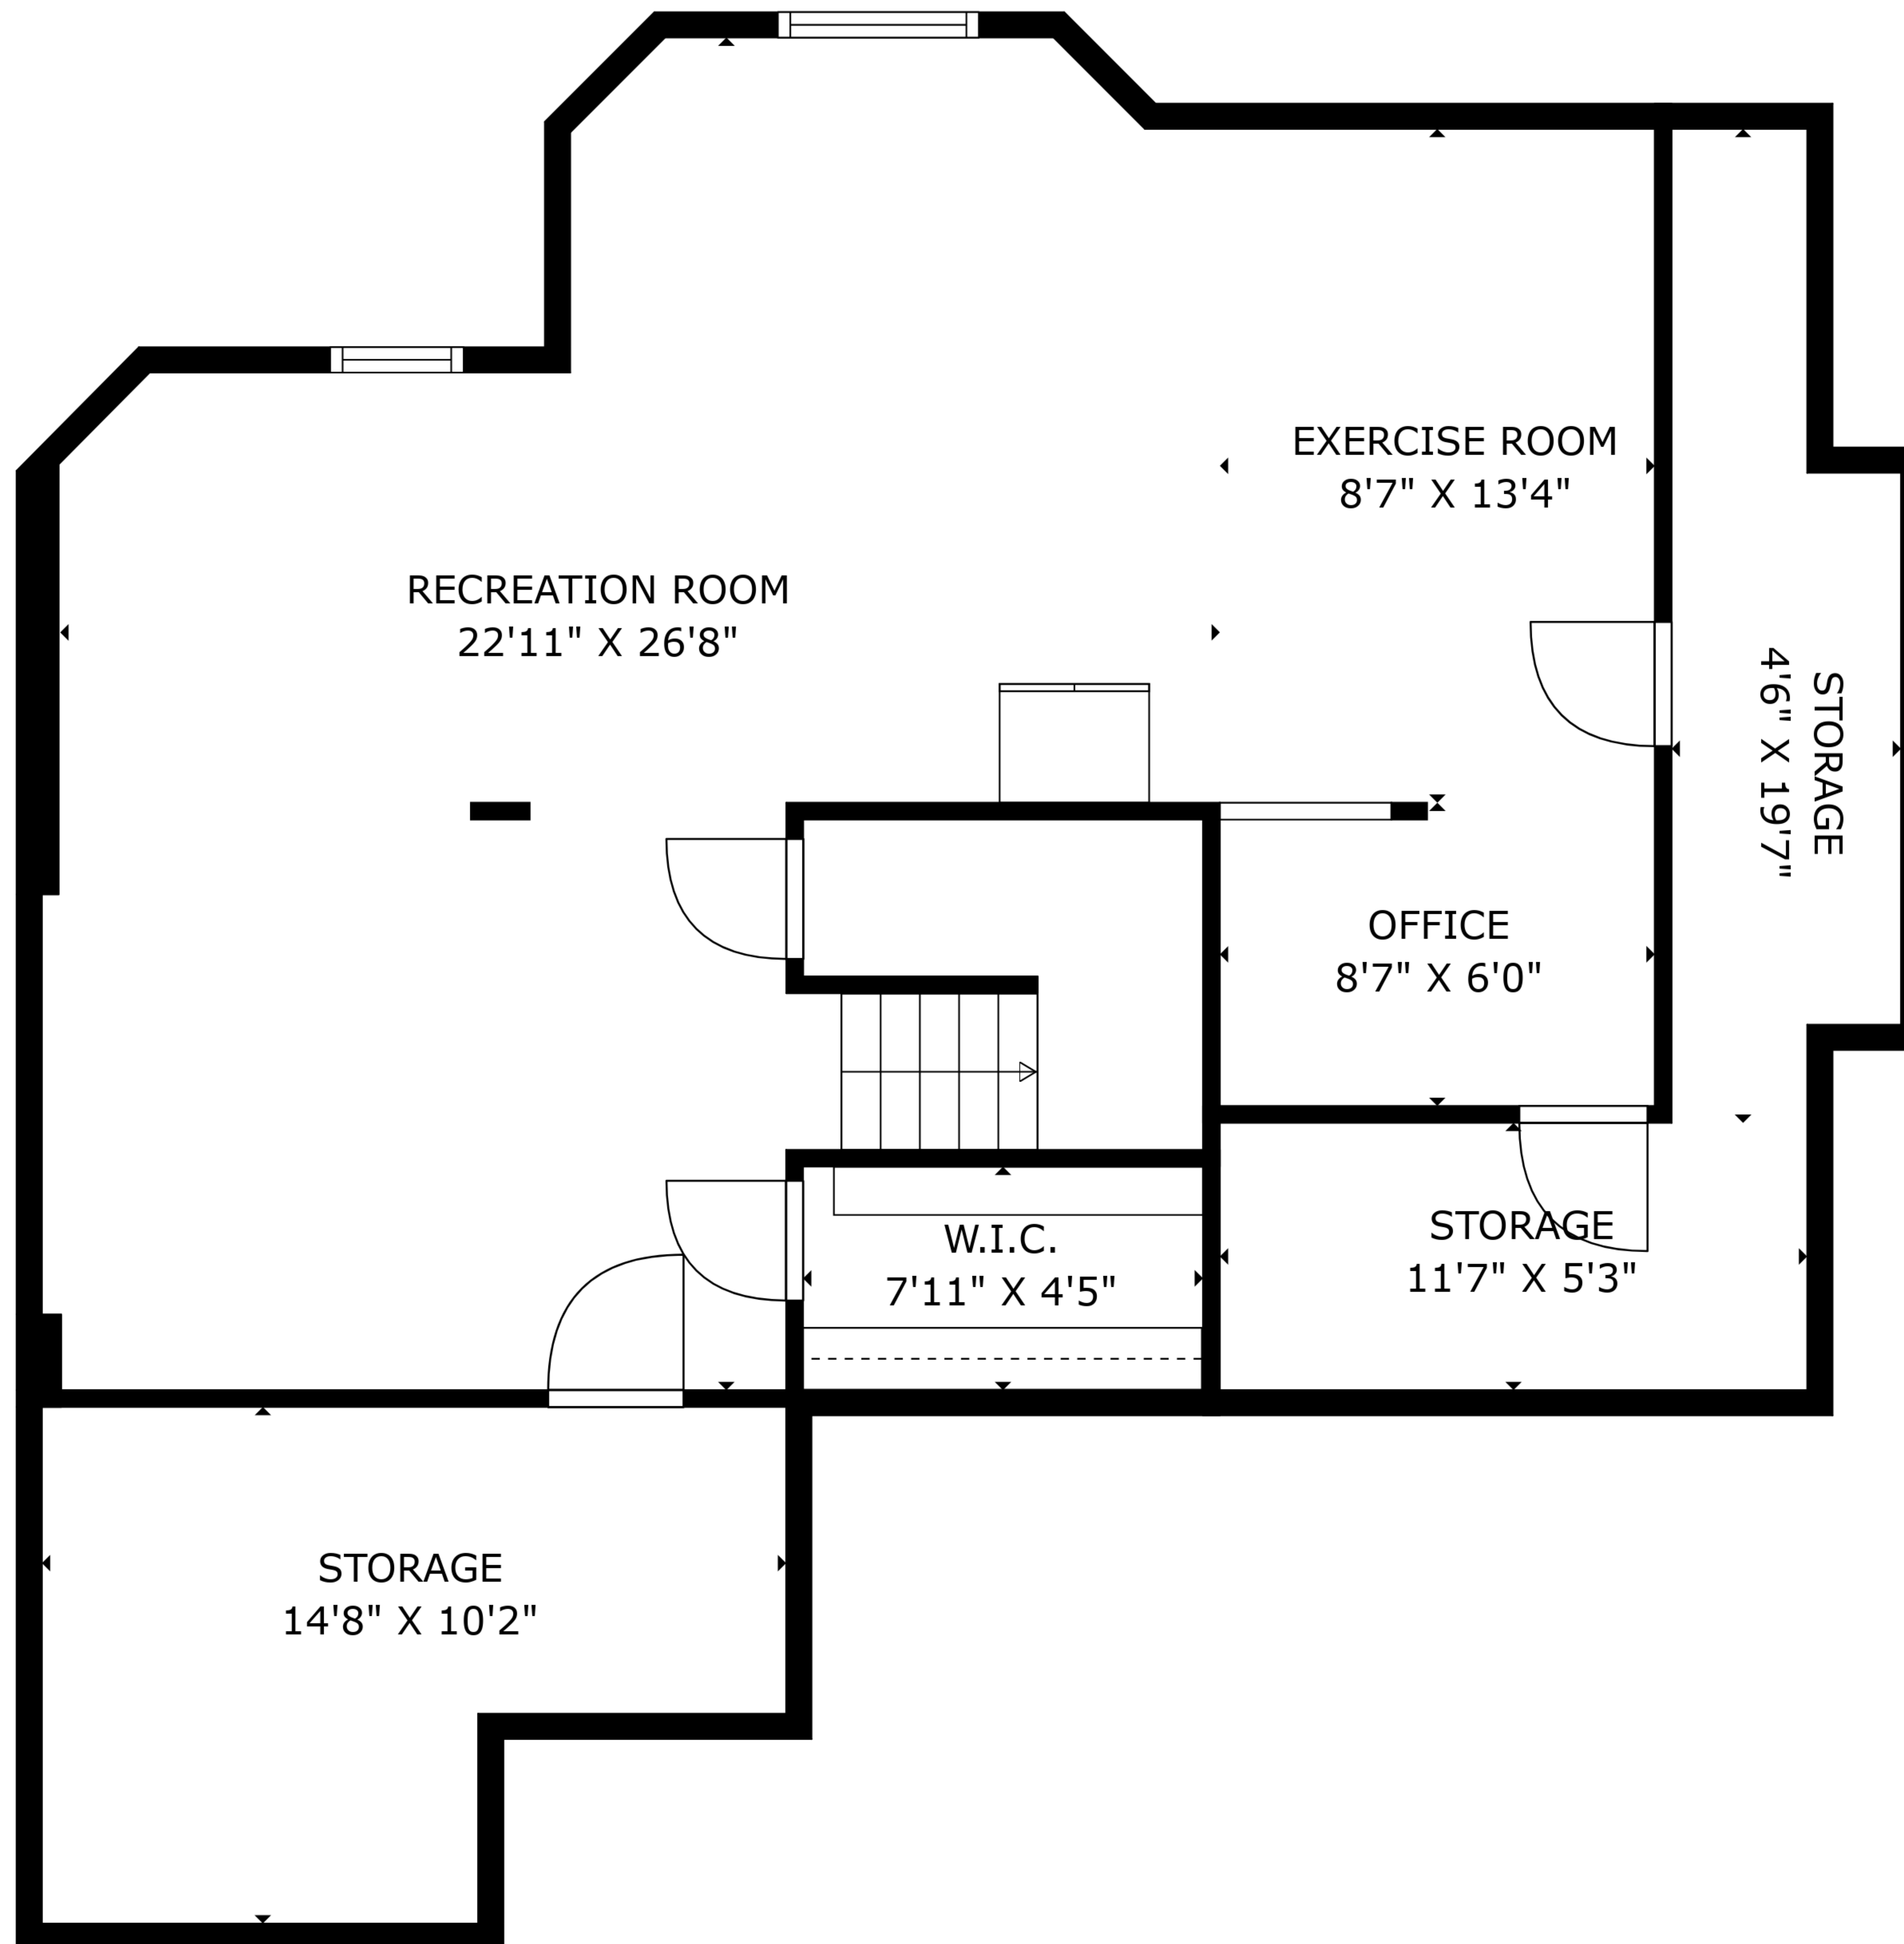 EXERCISE ROOM
8'7" X 13'4"
RECREATION ROOM
22'11" X 26'8"
STORAGE
4'6" X 19'7"
OFFICE
8'7" X 6'0"
W.I.C.
7'11" X 4'5"
STORAGE
11'7" X 5'3"
STORAGE
14'8" X 10'2"